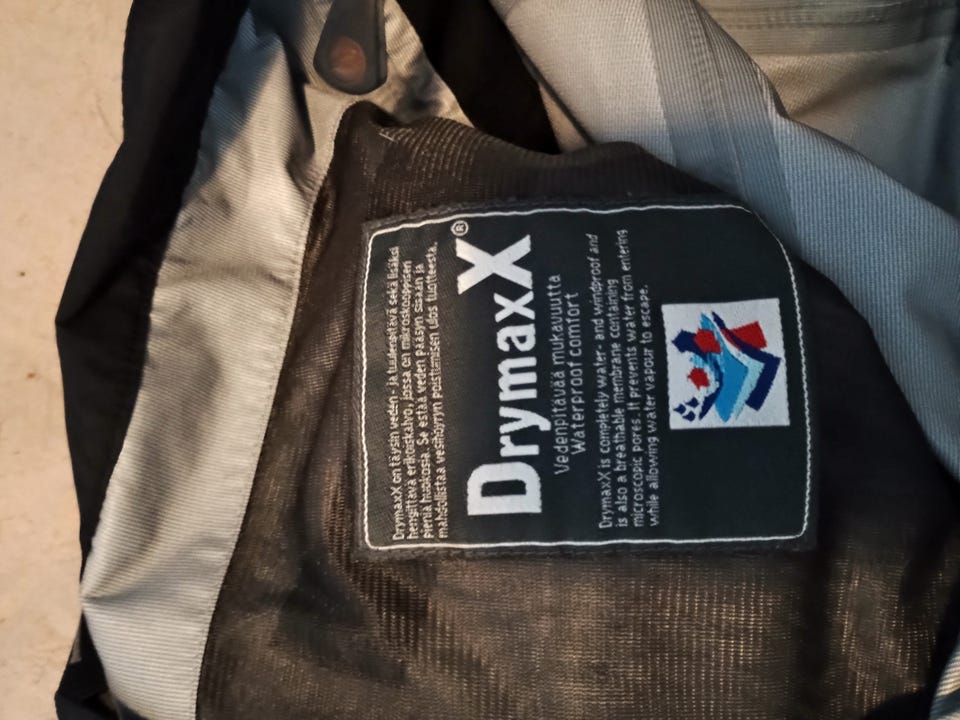 DrymaxX on täysin veden- ja tuulenpitävä sekä lisäksi
hengittävä erikoiskalvo, jossa on mikroskooppisen
pieniä huokosia. Se estää veden pääsyn sisään ja
mahdollistaa vesihöyryn poistumisen ulos tuotteesta.
DrymaxX®
Vedenpitävää mukavuutta
Waterproof comfort
DrymaxX is completely water- and windproof and
is also a breathable membrane containing
microscopic pores. It prevents water from entering
while allowing water vapour to escape.